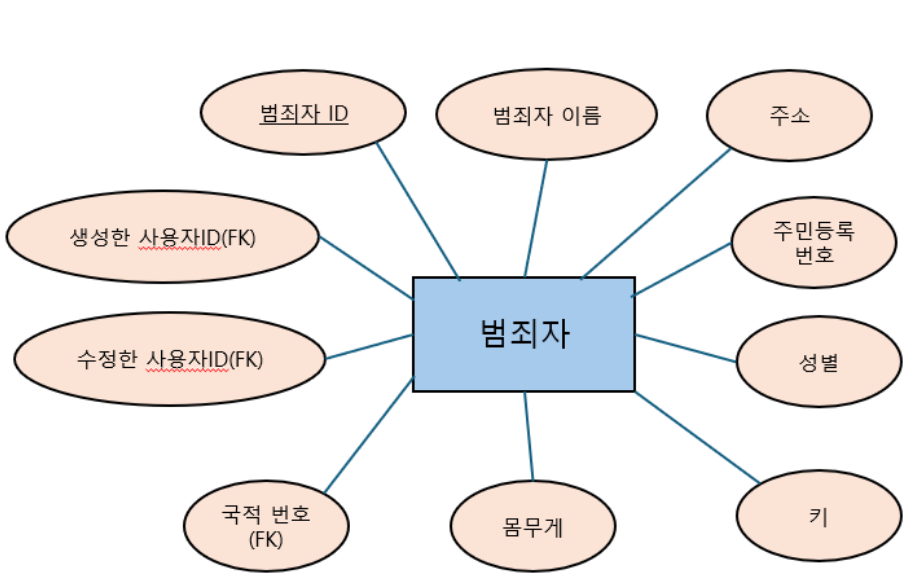 범죄자 ID
범죄자 이름
주소
생성한 사용자ID(FK)
주민등록
번호
범죄자
수정한 사용자ID(FK)
성별
국적 번호
(FK)
몸무게
키